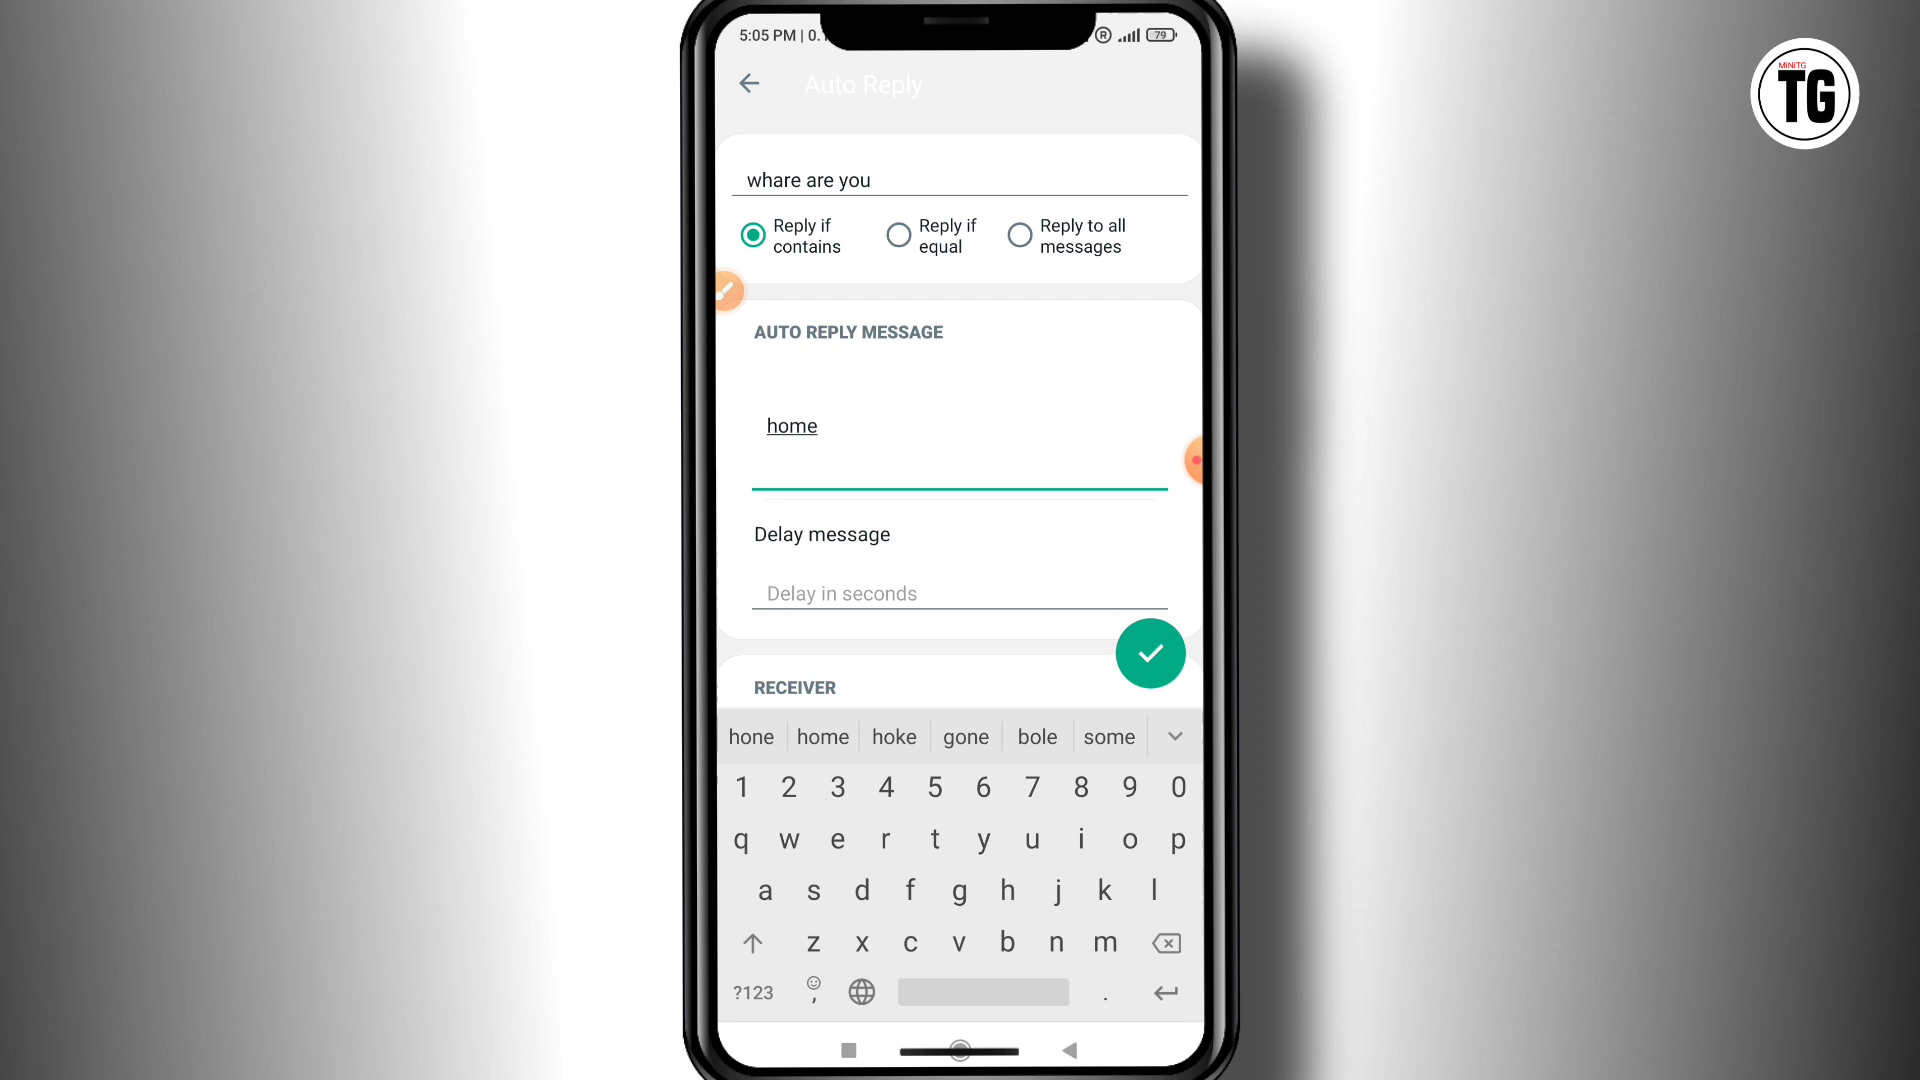 5:05 PM | 0.
R
79
MiNiTG
TG
Auto Reply
whare are you
Reply if contains
Reply if equal
Reply to all messages
AUTO REPLY MESSAGE
home
Delay message
Delay in seconds
RECEIVER
hone home hoke gone bole some
1 2 3 4 5 6 7 8 9 0
q w e r t y u i o p
a s d f g h j k l
z x c v b n m
?123 , .